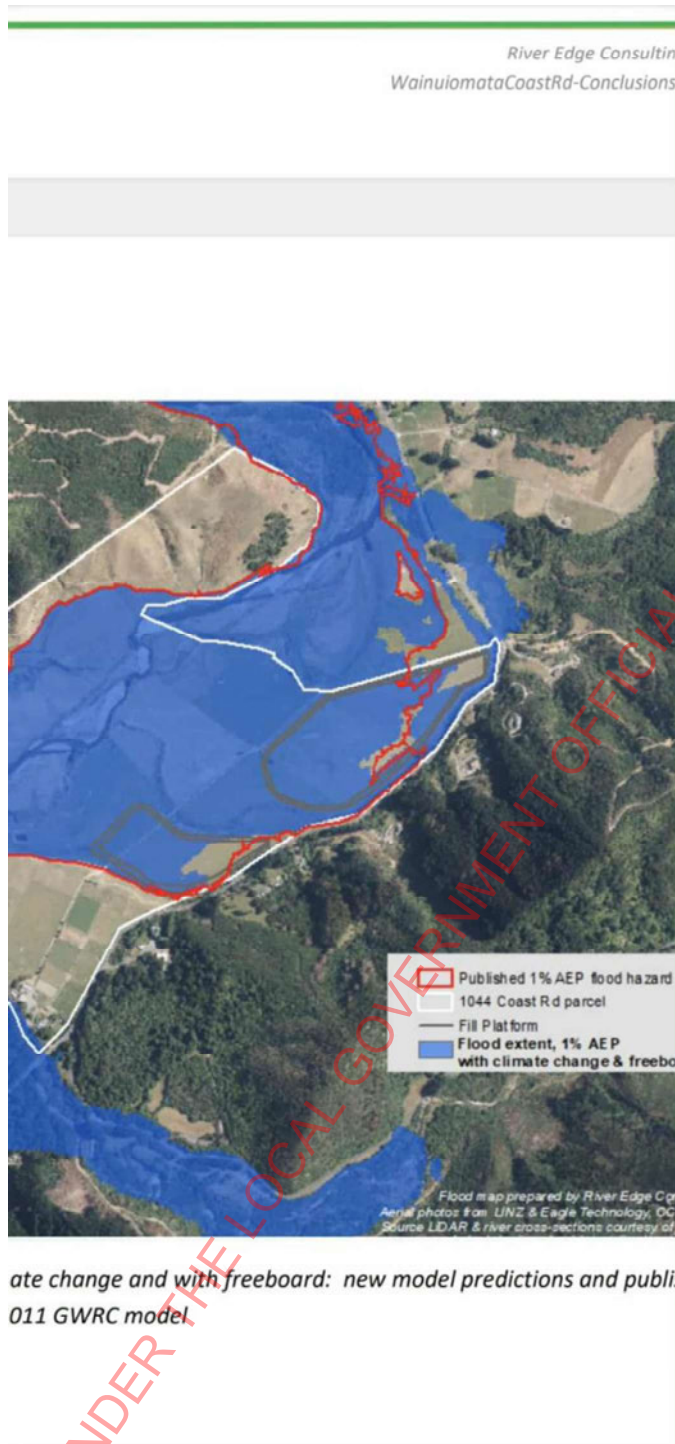 River Edge Consultin
WainuiomataCoastRd-Conclusions
Published 1% AEP flood hazard
1044 Coast Rd parcel
Fill Platform
Flood extent, 1% AEP
with climate change & freebo
Flood map prepared by River Edge Co
Aerial photos from LINZ & Eagle Technology, OC
Source LiDAR & river cross-sections courtesy of
ate change and with freeboard: new model predictions and publi
011 GWRC model
NDER THE LOCAL GOVERNMENT OFFICIAL